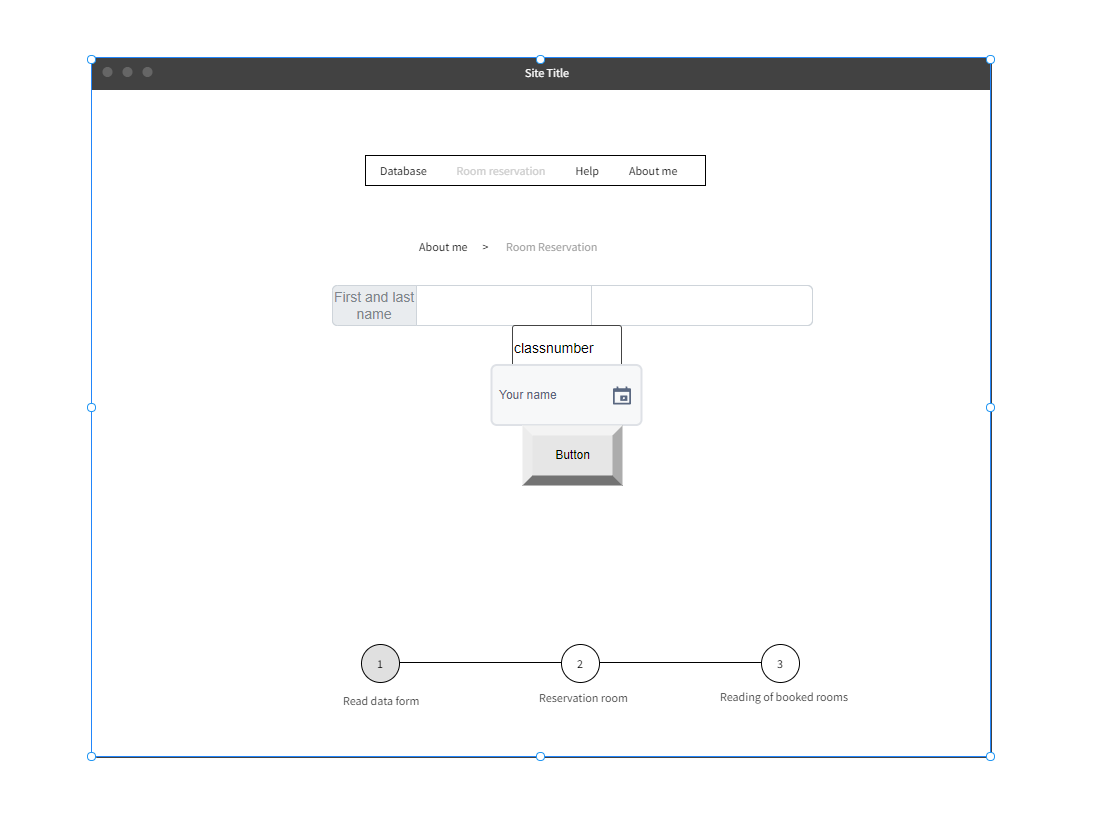 Site Title
Database Room reservation Help About me
About me > Room Reservation
First and last
name
classnumber
Your name
Button
1 2 3
Read data form Reservation room Reading of booked rooms